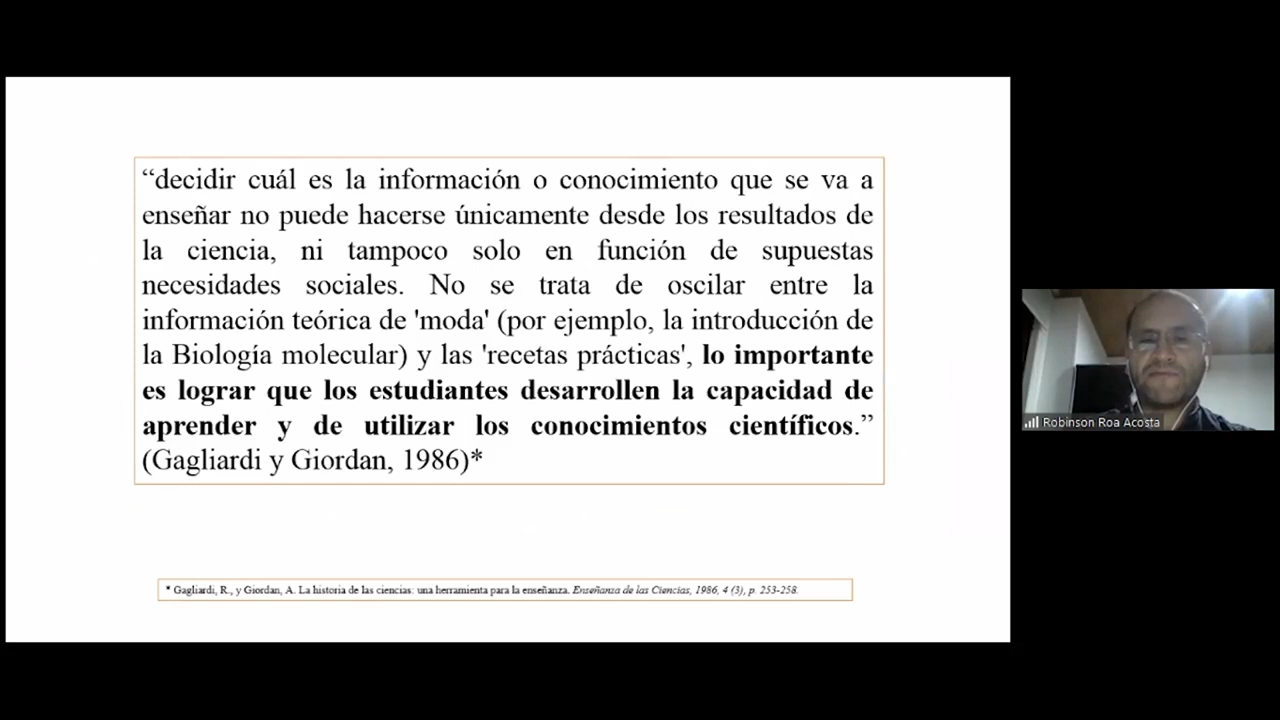 “decidir cuál es la información o conocimiento que se va a
enseñar no puede hacerse únicamente desde los resultados de
la ciencia, ni tampoco solo en función de supuestas
necesidades sociales. No se trata de oscilar entre la
información teórica de 'moda' (por ejemplo, la introducción de
la Biología molecular) y las 'recetas prácticas', lo importante
es lograr que los estudiantes desarrollen la capacidad de
aprender y de utilizar los conocimientos científicos.”
(Gagliardi y Giordan, 1986)*
* Gagliardi, R., y Giordan, A. La historia de las ciencias: una herramienta para la enseñanza. Enseñanza de las Ciencias, 1986, 4 (3), p. 253-258.
Robinson Roa Acosta